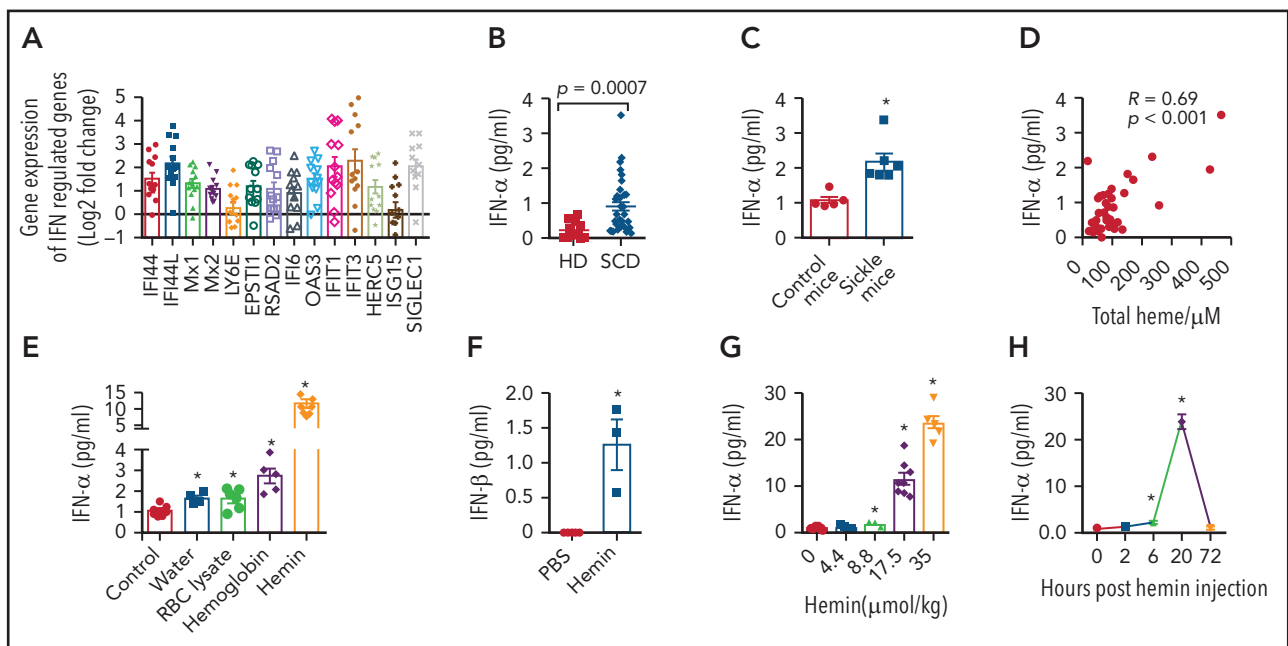 A
Gene expression
of IFN regulated genes
(Log2 fold change)
5
4
3
2
1
0
−1
IFI44
IFI44L
Mx1
Mx2
LY6E
EPSTI1
RSAD2
IFI6
OAS3
IFIT1
IFIT3
HERC5
ISG15
SIGLEC1
B
p = 0.0007
IFN-α (pg/ml)
4
3
2
1
0
HD
SCD
C
IFN-α (pg/ml)
4
3
2
1
0
*
Control
mice
Sickle
mice
D
R = 0.69
p < 0.001
IFN-α (pg/ml)
4
3
2
1
0
0
100
200
300
400
500
Total heme/μM
E
IFN-α (pg/ml)
15
10
5
4
3
2
1
0
*
*
*
*
Control
Water
RBC lysate
Hemoglobin
Hemin
F
IFN-β (pg/ml)
2.0
1.5
1.0
0.5
0
*
PBS
Hemin
G
IFN-α (pg/ml)
30
20
10
0
*
*
*
0
4.4
8.8
17.5
35
Hemin(μmol/kg)
H
IFN-α (pg/ml)
30
20
10
0.0
*
*
0
2
6
20
72
Hours post hemin injection